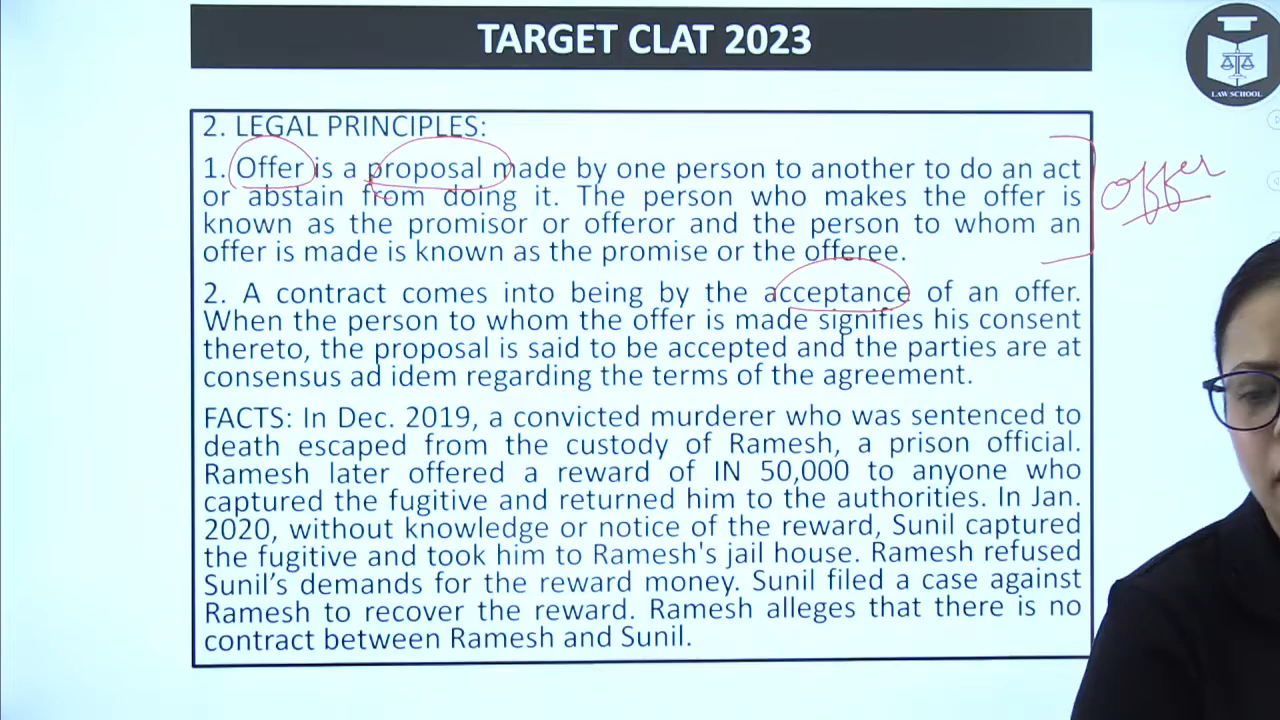 TARGET CLAT 2023
LAW SCHOOL
2. LEGAL PRINCIPLES:
1. Offer is a proposal made by one person to another to do an act
or abstain from doing it. The person who makes the offer is
known as the promisor or offeror and the person to whom an
offer is made is known as the promise or the offeree.
Offer
2. A contract comes into being by the acceptance of an offer.
When the person to whom the offer is made signifies his consent
thereto, the proposal is said to be accepted and the parties are at
consensus ad idem regarding the terms of the agreement.
FACTS: In Dec. 2019, a convicted murderer who was sentenced to
death escaped from the custody of Ramesh, a prison official.
Ramesh later offered a reward of IN 50,000 to anyone who
captured the fugitive and returned him to the authorities. In Jan.
2020, without knowledge or notice of the reward, Sunil captured
the fugitive and took him to Ramesh's jail house. Ramesh refused
Sunil’s demands for the reward money. Sunil filed a case against
Ramesh to recover the reward. Ramesh alleges that there is no
contract between Ramesh and Sunil.